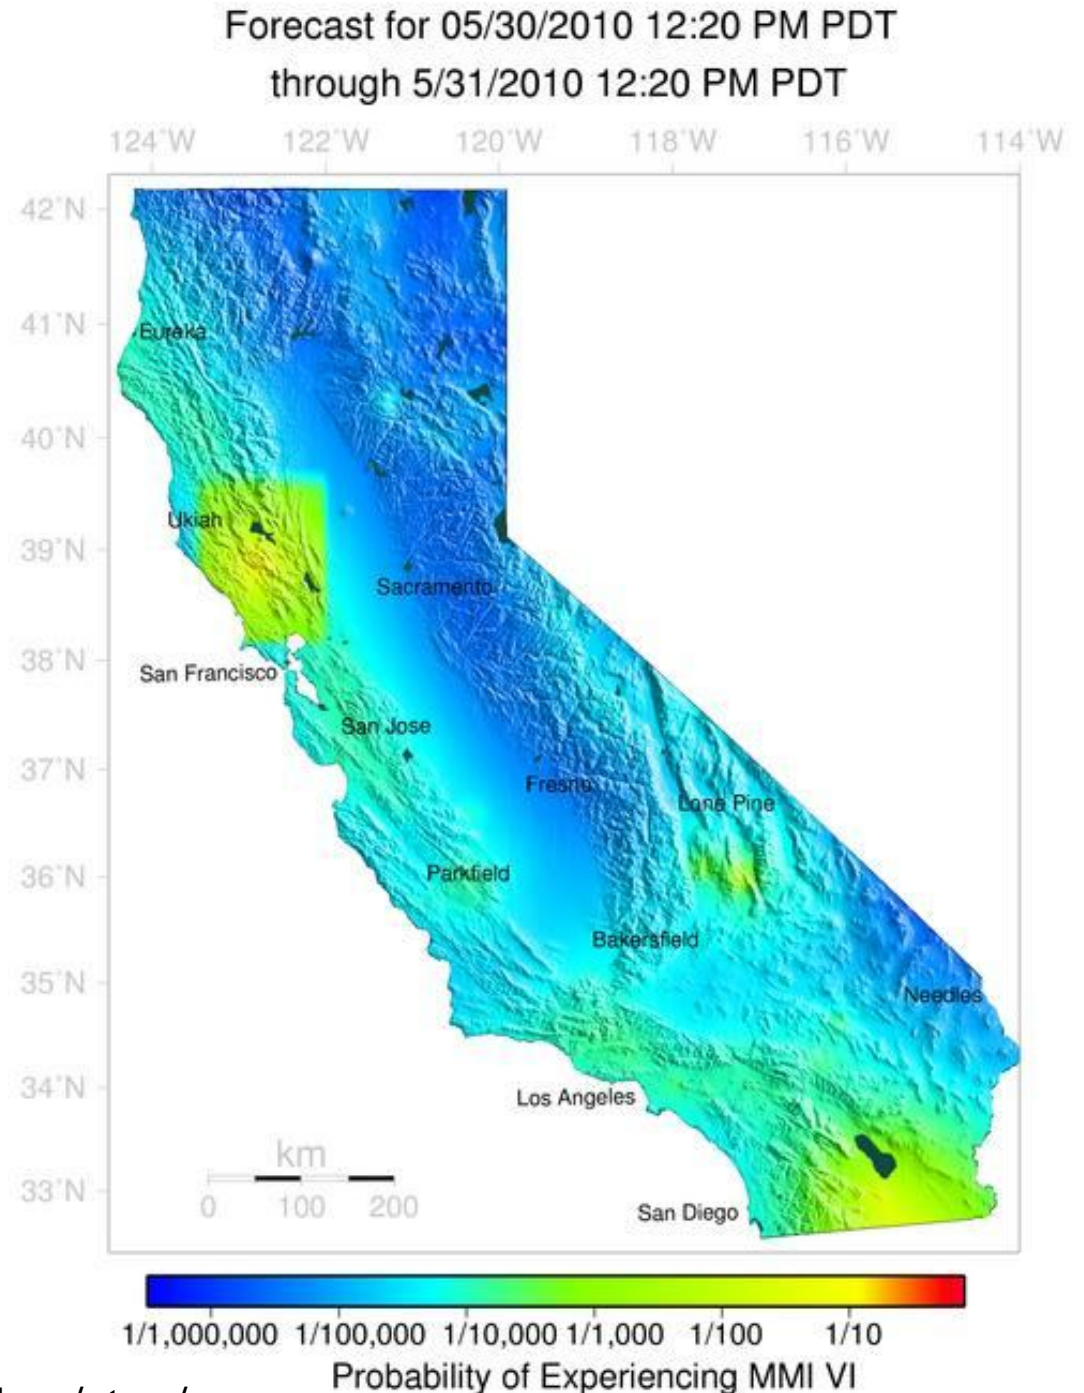 Forecast for 05/30/2010 12:20 PM PDT
through 5/31/2010 12:20 PM PDT
124°W 122°W 120°W 118°W 116°W 114°W
42°N
41°N
Eureka
40°N
Ukiah
39°N
Sacramento
38°N
San Francisco
San Jose
37°N
Fresno
Lone Pine
36°N
Parkfield
Bakersfield
35°N
Needles
34°N
Los Angeles
km
33°N
0 100 200
San Diego
1/1,000,000 1/100,000 1/10,000 1/1,000 1/100 1/10
Probability of Experiencing MMI VI